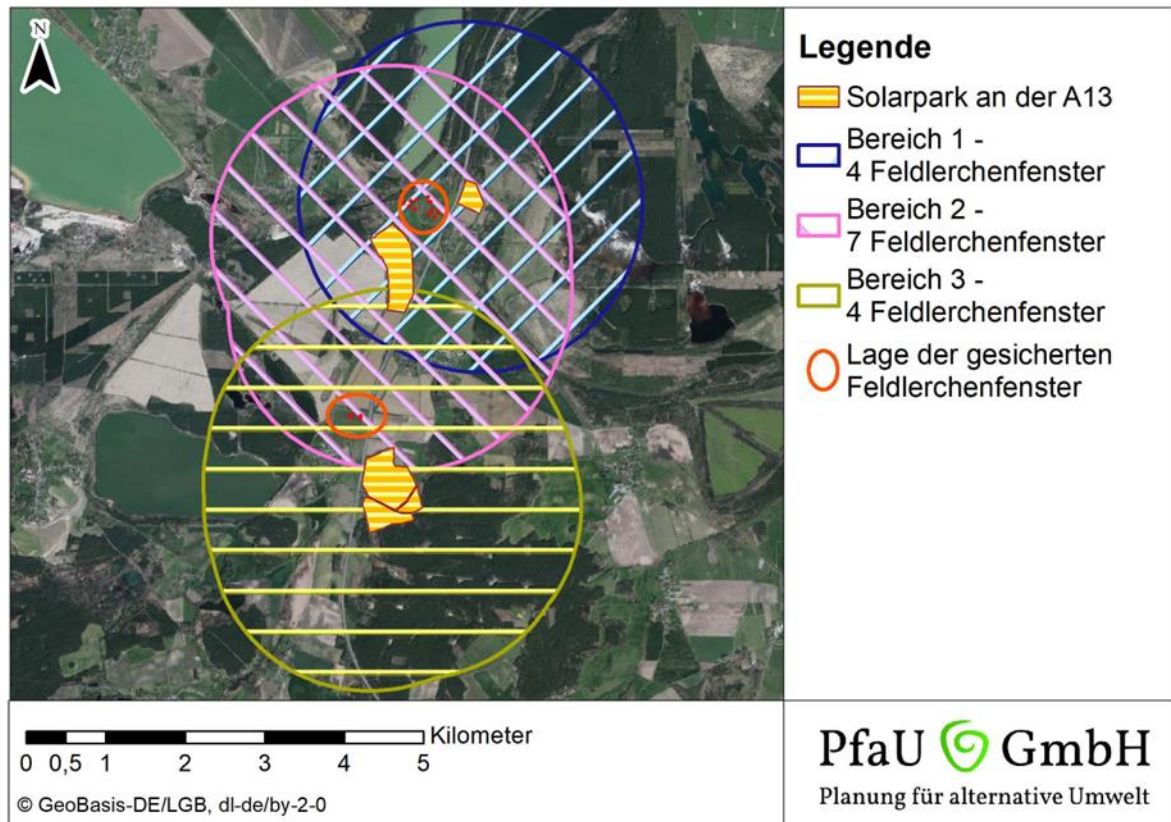 N
Legende
Solarpark an der A13
Bereich 1 -
4 Feldlerchenfenster
Bereich 2 -
7 Feldlerchenfenster
Bereich 3 -
4 Feldlerchenfenster
Lage der gesicherten
Feldlerchenfenster
Kilometer
0 0,5 1 2 3 4 5
© GeoBasis-DE/LGB, dl-de/by-2-0
PfaU GmbH
Planung für alternative Umwelt